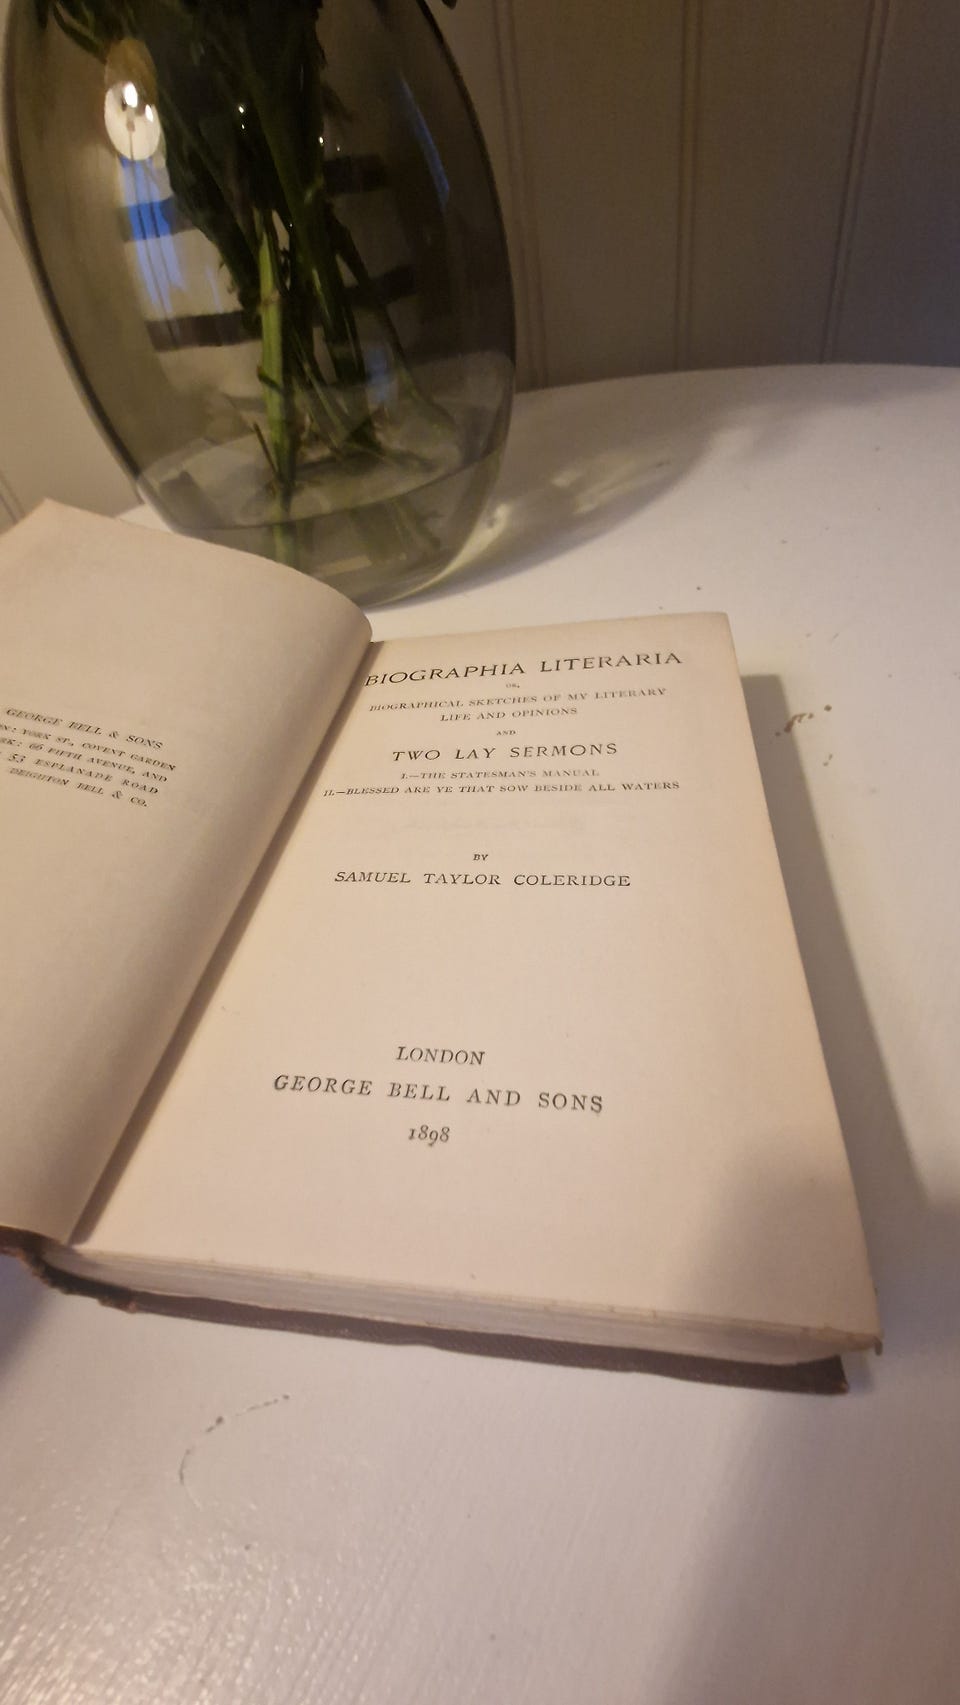 GEORGE BELL & SONS
YORK ST., COVENT GARDEN
66 FIFTH AVENUE, AND
53 ESPLANADE ROAD
DEIGHTON BELL & CO.
BIOGRAPHIA LITERARIA
OR,
BIOGRAPHICAL SKETCHES OF MY LITERARY
LIFE AND OPINIONS
AND
TWO LAY SERMONS
I.—THE STATESMAN'S MANUAL
II.—BLESSED ARE YE THAT SOW BESIDE ALL WATERS
BY
SAMUEL TAYLOR COLERIDGE
LONDON
GEORGE BELL AND SONS
1898